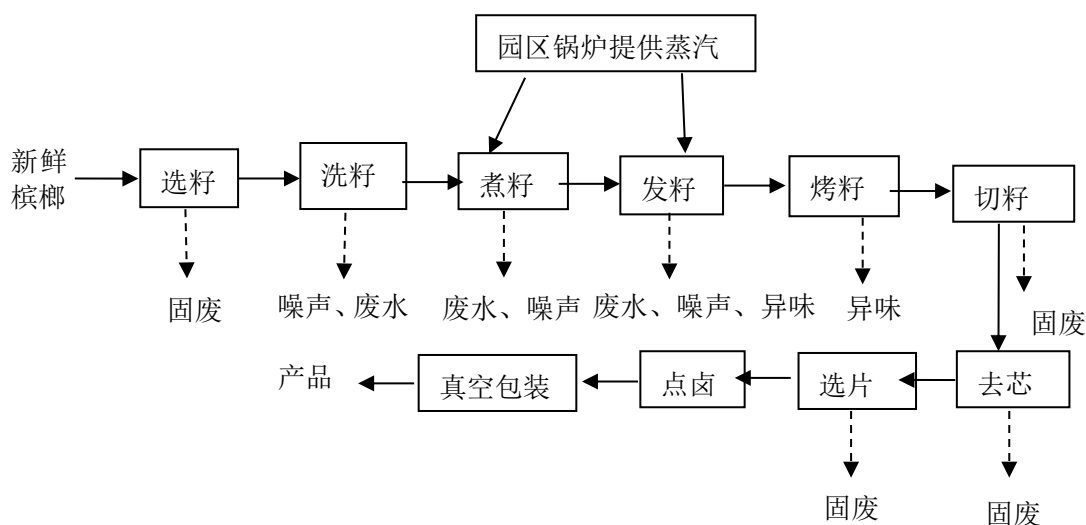 园区锅炉提供蒸汽
新鲜
槟榔
选籽
洗籽
煮籽
发籽
烤籽
切籽
固废
噪声、废水
废水、噪声
废水、噪声、异味
异味
固废
产品
真空包装
点卤
选片
去芯
固废
固废